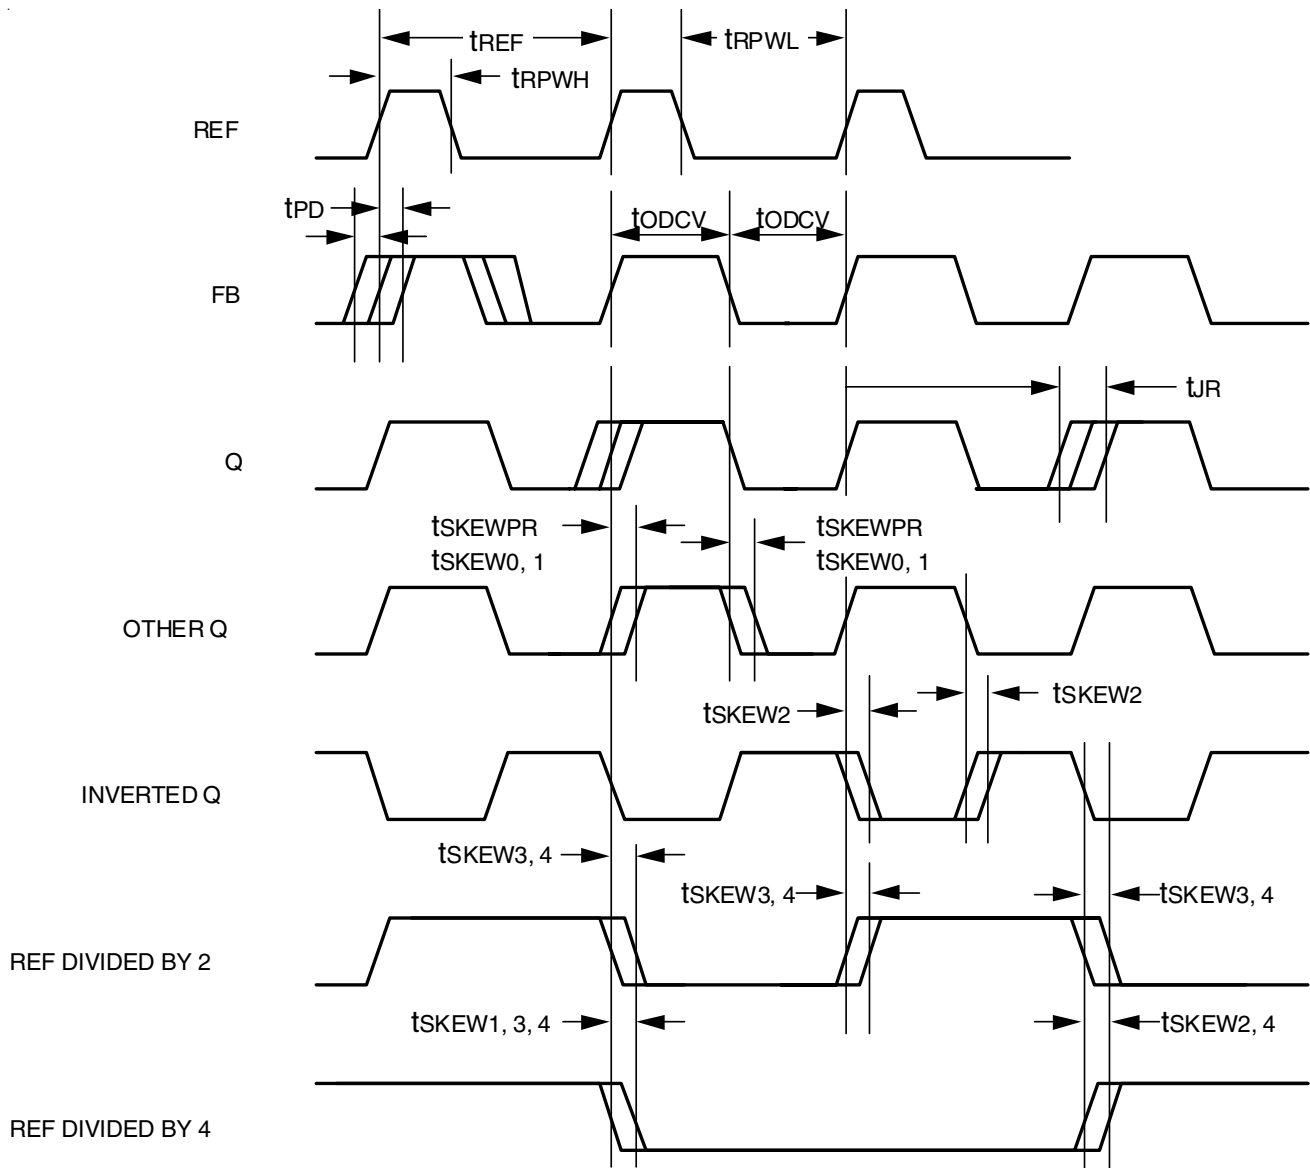 tREF
tRPWL
tRPWH
REF
tPD
tODCV
tODCV
FB
tJR
Q
tSKEWPR
tSKEW0, 1
tSKEWPR
tSKEW0, 1
OTHER Q
tSKEW2
tSKEW2
INVERTED Q
tSKEW3, 4
tSKEW3, 4
tSKEW3, 4
REF DIVIDED BY 2
tSKEW1, 3, 4
tSKEW2, 4
REF DIVIDED BY 4